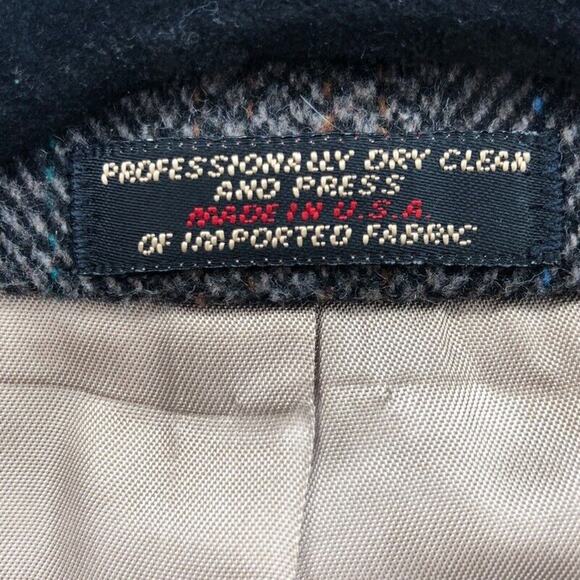 PROFESSIONALLY DRY CLEAN
AND PRESS
MADE IN U.S.A.
OF IMPORTED FABRIC